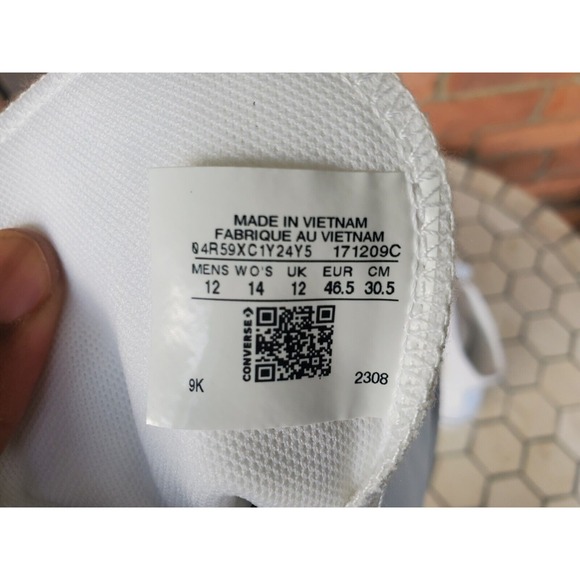 MADE IN VIETNAM
FABRIQUE AU VIETNAM
04R59XC1Y24Y5 171209C
MENS WO'S UK EUR CM
12 14 12 46.5 30.5
CONVERSE
9K 2308